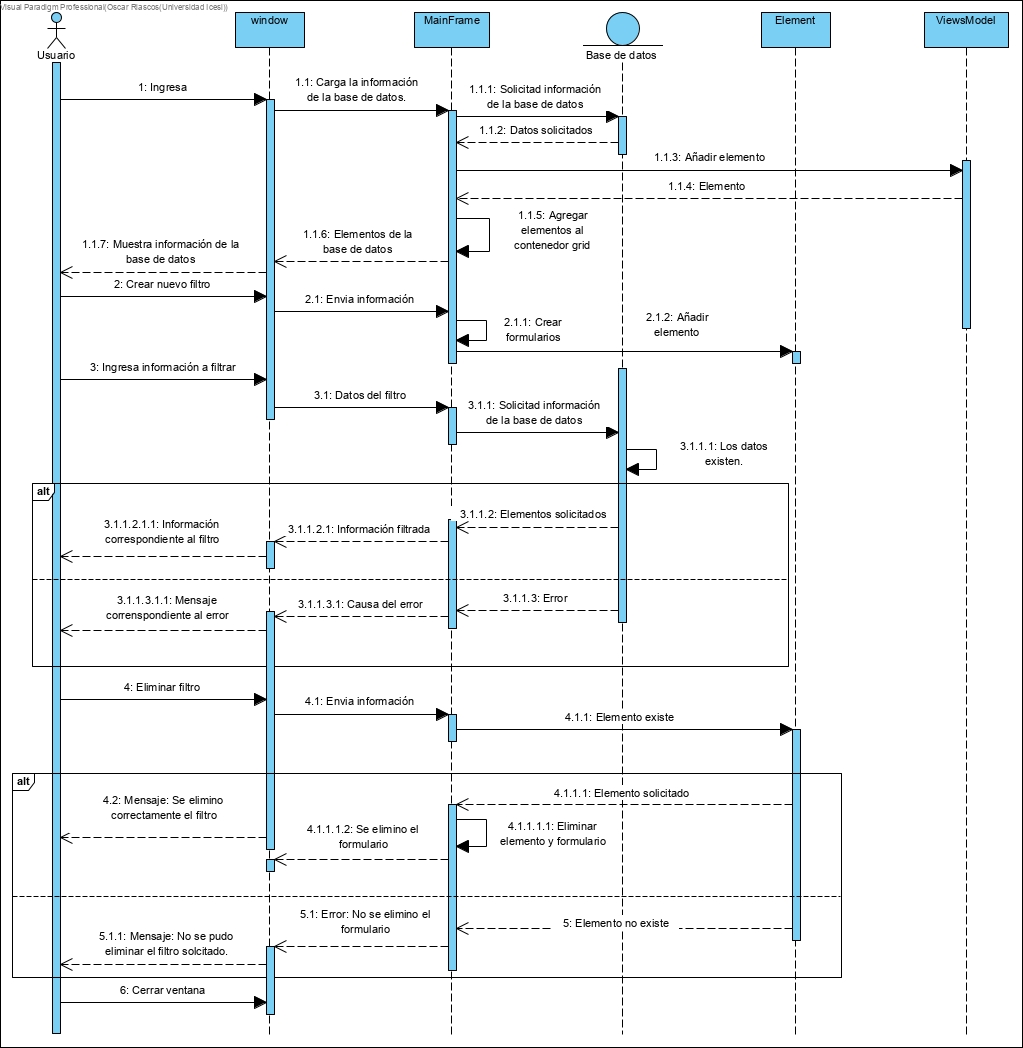 Visual Paradigm Professional(Oscar Riascos(Universidad Icesi))
window
MainFrame
Element
ViewsModel
Usuario
Base de datos
1: Ingresa
1.1: Carga la información
de la base de datos.
1.1.1: Solicitad información
de la base de datos
1.1.2: Datos solicitados
1.1.3: Añadir elemento
1.1.4: Elemento
1.1.5: Agregar
elementos al
contenedor grid
1.1.6: Elementos de la
base de datos
1.1.7: Muestra información de la
base de datos
2: Crear nuevo filtro
2.1: Envia información
2.1.1: Crear
formularios
2.1.2: Añadir
elemento
3: Ingresa información a filtrar
3.1: Datos del filtro
3.1.1: Solicitad información
de la base de datos
3.1.1.1: Los datos
existen.
alt
3.1.1.2: Elementos solicitados
3.1.1.2.1: Información filtrada
3.1.1.2.1.1: Información
correspondiente al filtro
3.1.1.3: Error
3.1.1.3.1: Causa del error
3.1.1.3.1.1: Mensaje
correnspondiente al error
4: Eliminar filtro
4.1: Envia información
4.1.1: Elemento existe
alt
4.1.1.1: Elemento solicitado
4.2: Mensaje: Se elimino
correctamente el filtro
4.1.1.1.1: Eliminar
elemento y formulario
4.1.1.1.2: Se elimino el
formulario
5: Elemento no existe
5.1: Error: No se elimino el
formulario
5.1.1: Mensaje: No se pudo
eliminar el filtro solcitado.
6: Cerrar ventana